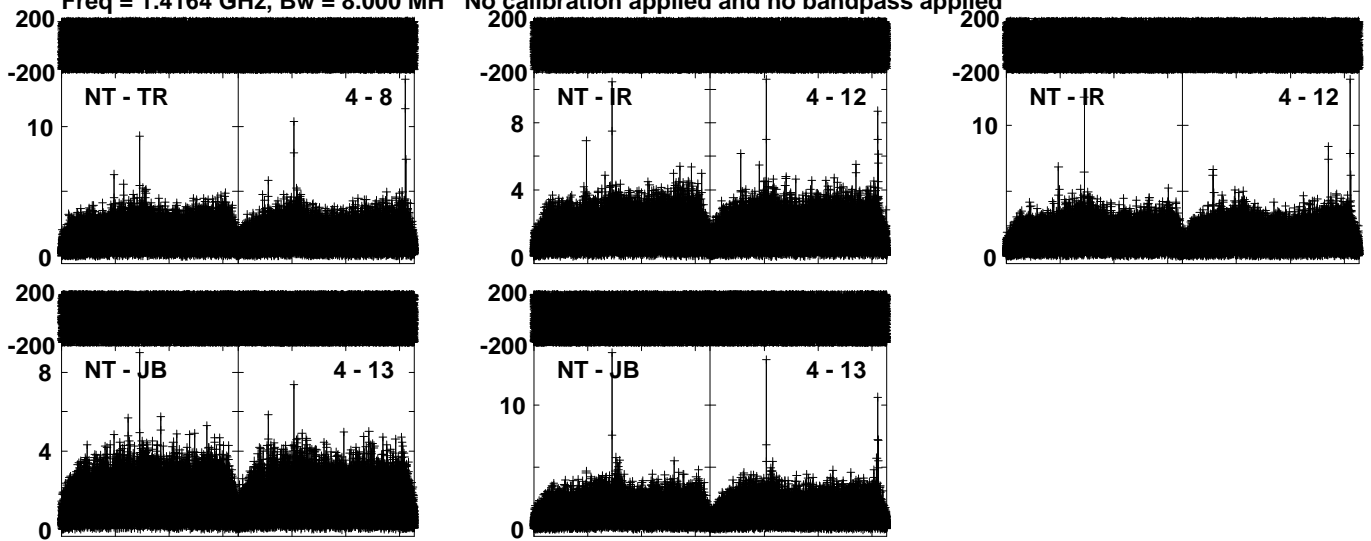 Freq = 1.4164 GHz, Bw = 8.000 MH No calibration applied and no bandpass applied
200 200 200
-200 -200 -200
NT - TR 4 - 8 NT - IR 4 - 12 NT - IR 4 - 12
10 8 10
4
0 0 0
200 200
-200 -200
NT - JB 4 - 13 NT - JB 4 - 13
8 10
4
0 0